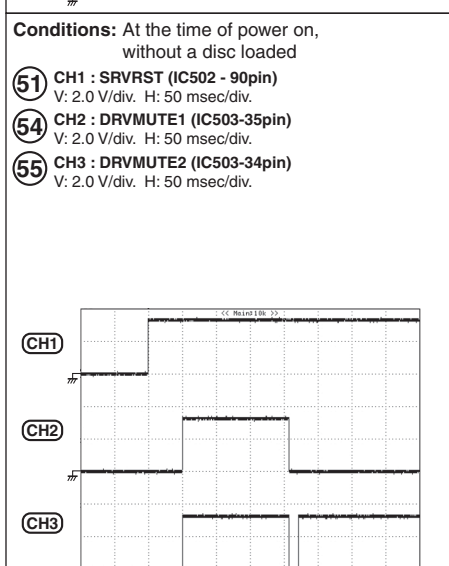 Conditions: At the time of power on,
without a disc loaded
51 CH1 : SRVRST (IC502 - 90pin)
V: 2.0 V/div. H: 50 msec/div.
54 CH2 : DRVMUTE1 (IC503-35pin)
V: 2.0 V/div. H: 50 msec/div.
55 CH3 : DRVMUTE2 (IC503-34pin)
V: 2.0 V/div. H: 50 msec/div.
<< Main:10k >>
CH1
CH2
CH3